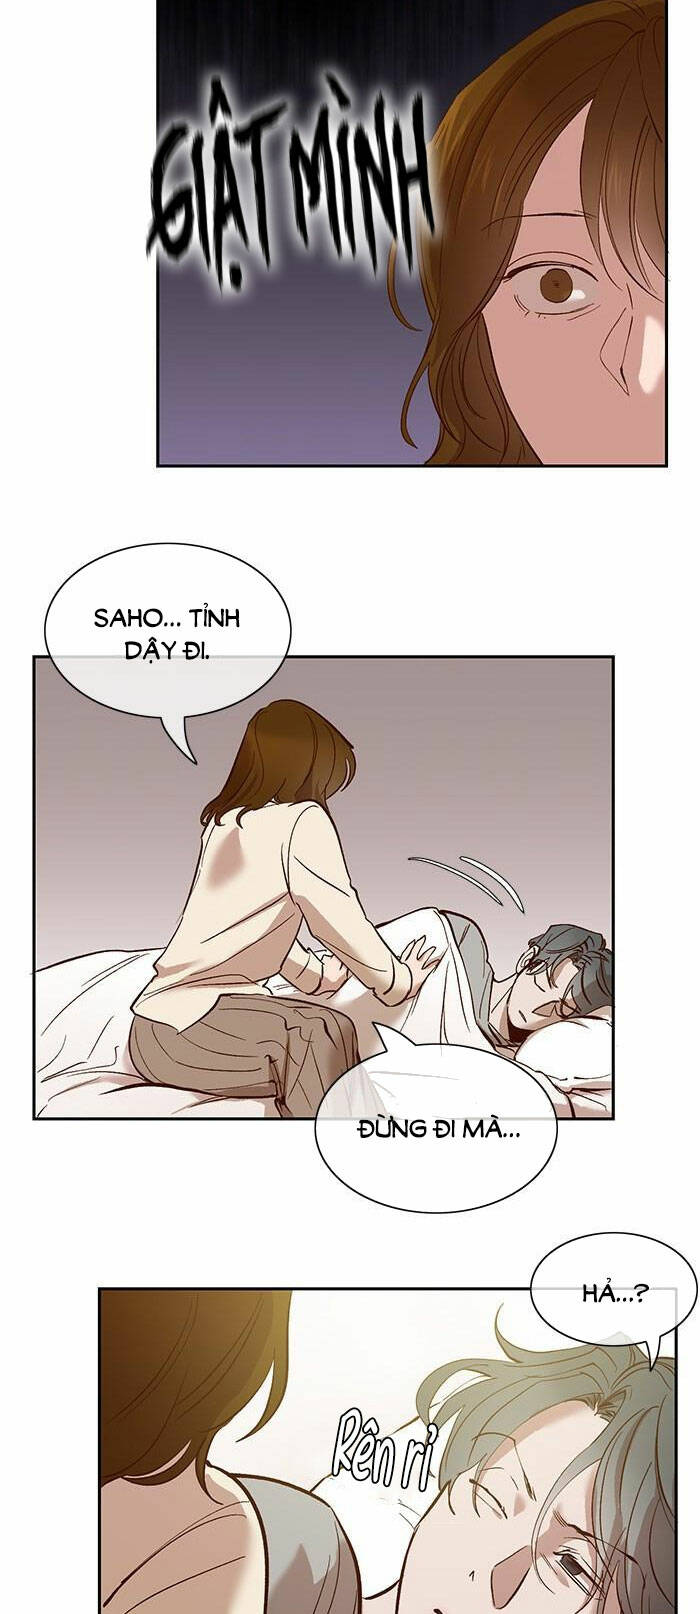 GIẬT MÌNH
SAHO... TỈNH
DẬY ĐI.
ĐỪNG ĐI MÀ...
HẢ...?
Rên rỉ